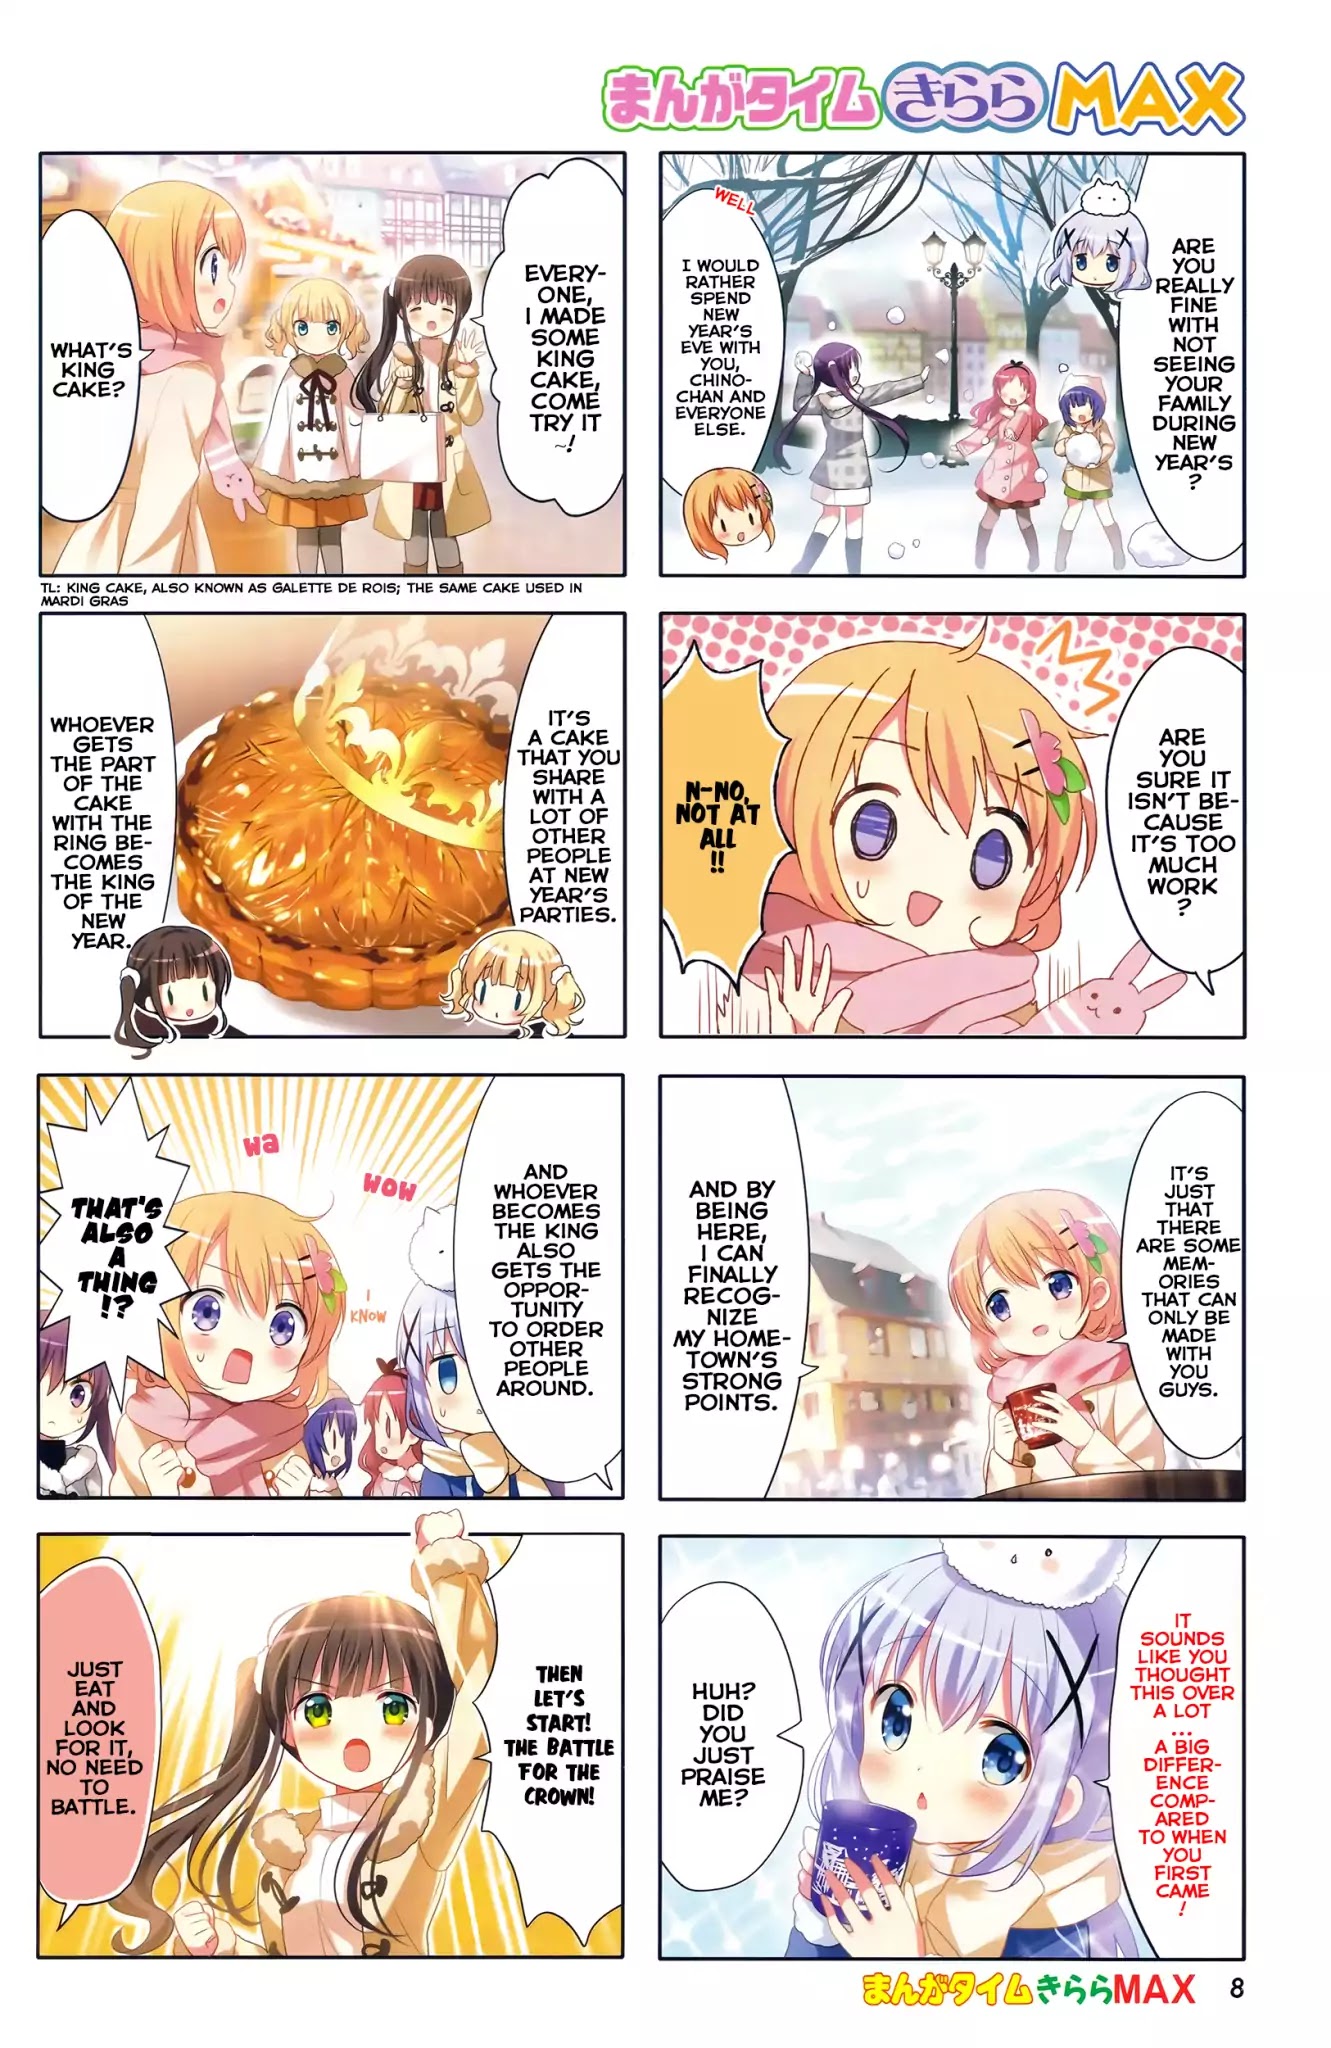 まんがタイムきららMAX
ARE
YOU
REALLY
FINE
WITH
NOT
SEEING
YOUR
FAMILY
DURING
NEW
YEAR'S
?
WELL
I WOULD
RATHER
SPEND
NEW
YEAR'S
EVE WITH
YOU,
CHINO-
CHAN AND
EVERYONE
ELSE.
ARE
YOU
SURE IT
ISN'T BE-
CAUSE
IT'S TOO
MUCH
WORK
?
N-NO,
NOT AT
ALL
!!
IT'S
JUST
THAT
THERE
ARE SOME
MEM-
ORIES
THAT CAN
ONLY BE
MADE
WITH
YOU
GUYS.
AND BY
BEING
HERE,
I CAN
FINALLY
RECOG-
NIZE
MY HOME-
TOWN'S
STRONG
POINTS.
IT
SOUNDS
LIKE YOU
THOUGHT
THIS OVER
A LOT
...
A BIG
DIFFER-
ENCE
COMP-
ARED
TO WHEN
YOU
FIRST
CAME
!
HUH?
DID
YOU
JUST
PRAISE
ME?
EVERY-
ONE,
I MADE
SOME
KING
CAKE,
COME
TRY IT
~!
WHAT'S
KING
CAKE?
TL: KING CAKE, ALSO KNOWN AS GALETTE DE ROIS; THE SAME CAKE USED IN
MARDI GRAS
IT'S
A CAKE
THAT YOU
SHARE
WITH A
LOT OF
OTHER
PEOPLE
AT NEW
YEAR'S
PARTIES.
WHOEVER
GETS
THE PART
OF THE
CAKE
WITH THE
RING BE-
COMES
THE KING
OF THE
NEW
YEAR.
AND
WHOEVER
BECOMES
THE KING
ALSO
GETS THE
OPPOR-
TUNITY
TO ORDER
OTHER
PEOPLE
AROUND.
WOW
WA
I
KNOW
THAT'S
ALSO
A
THING
!?
THEN
LET'S
START!
THE BATTLE
FOR THE
CROWN!
JUST
EAT
AND
LOOK
FOR IT,
NO NEED
TO
BATTLE.
まんがタイムきららMAX 8